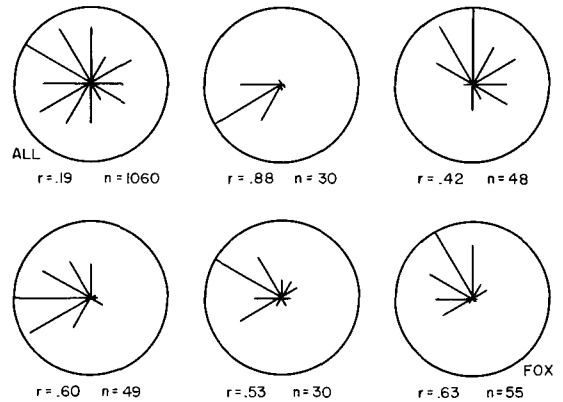 ALL
r=.19 n=1060
r=.88 n=30
r=.42 n=48
FOX
r=.60 n=49
r=.53 n=30
r=.63 n=55